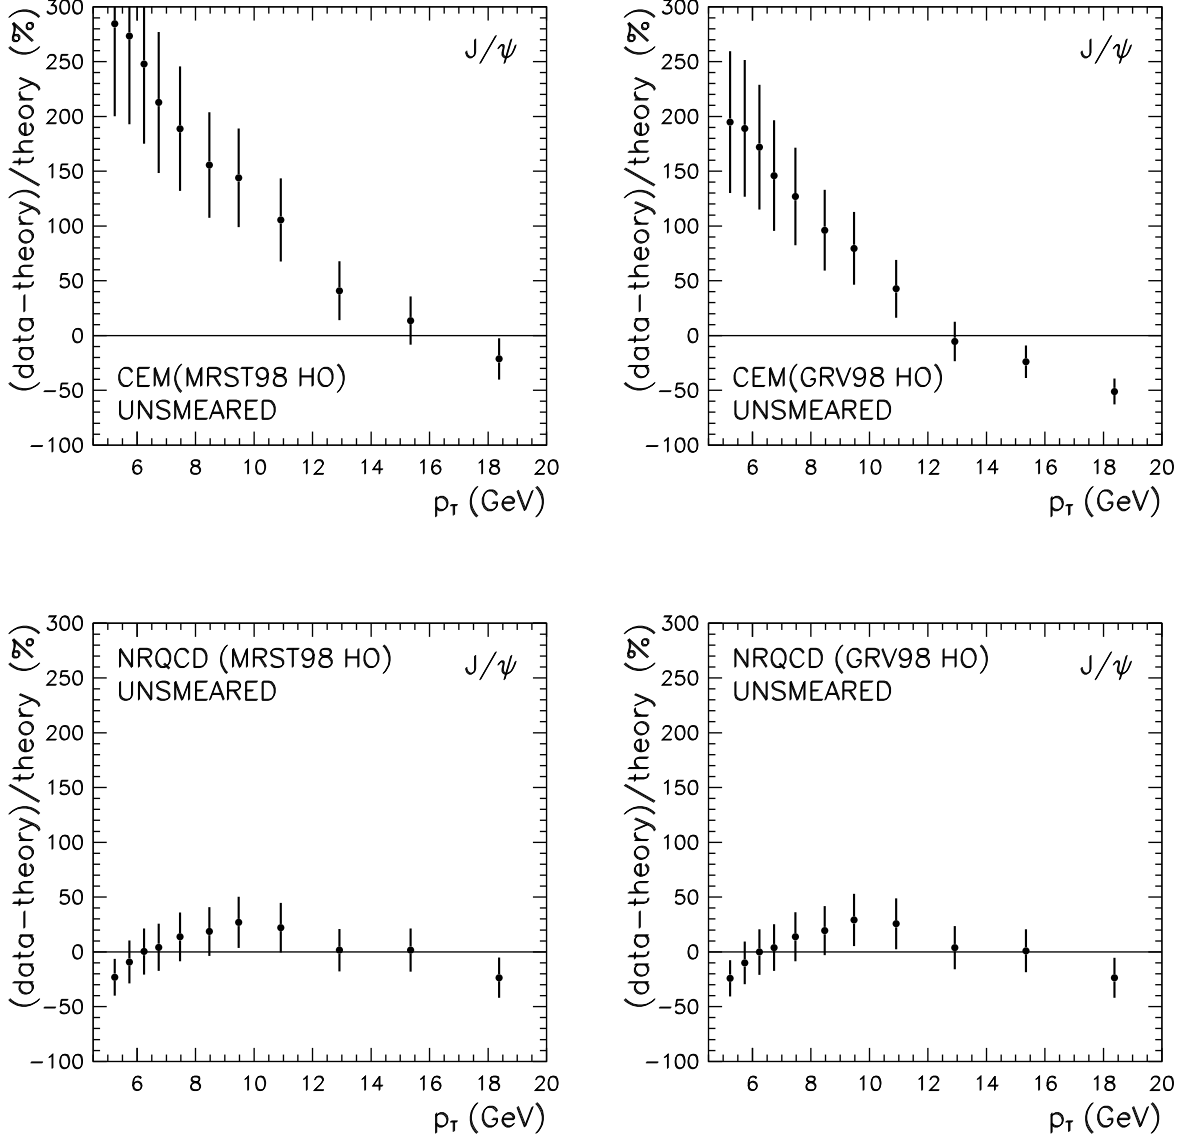 300
250
200
150
100
50
0
−50
−100
(data−theory)/theory (%)
J/ψ
CEM(MRST98 HO)
UNSMEARED
6 8 10 12 14 16 18 20
p_T (GeV)
300
250
200
150
100
50
0
−50
−100
(data−theory)/theory (%)
J/ψ
CEM(GRV98 HO)
UNSMEARED
6 8 10 12 14 16 18 20
p_T (GeV)
300
250
200
150
100
50
0
−50
−100
(data−theory)/theory (%)
NRQCD (MRST98 HO)
J/ψ
UNSMEARED
6 8 10 12 14 16 18 20
p_T (GeV)
300
250
200
150
100
50
0
−50
−100
(data−theory)/theory (%)
NRQCD (GRV98 HO)
J/ψ
UNSMEARED
6 8 10 12 14 16 18 20
p_T (GeV)